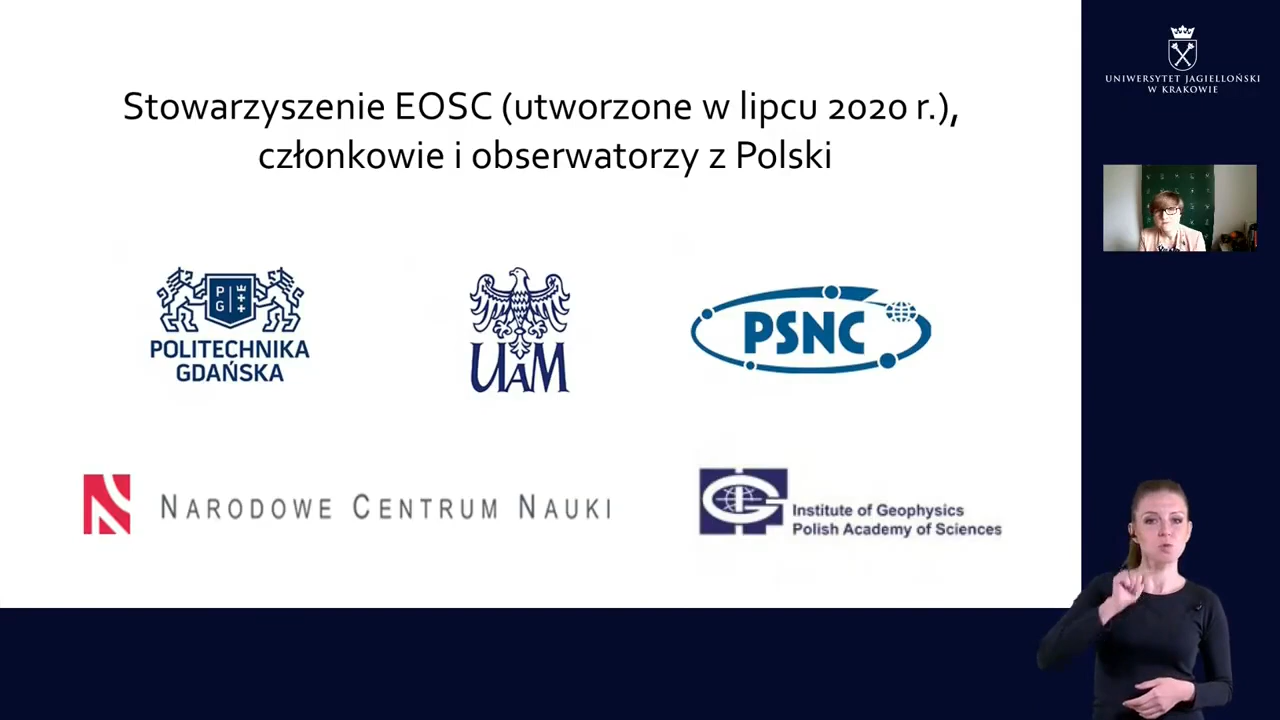 Stowarzyszenie EOSC (utworzone w lipcu 2020 r.),
członkowie i obserwatorzy z Polski
UNIWERSYTET JAGIELLOŃSKI
W KRAKOWIE
PG
POLITECHNIKA
GDAŃSKA
UAM
PSNC
NARODOWE CENTRUM NAUKI
IG
Institute of Geophysics
Polish Academy of Sciences